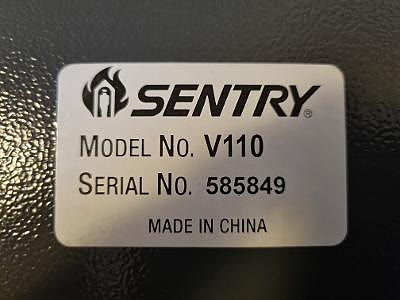 SENTRY®
MODEL NO. V110
SERIAL NO. 585849
MADE IN CHINA